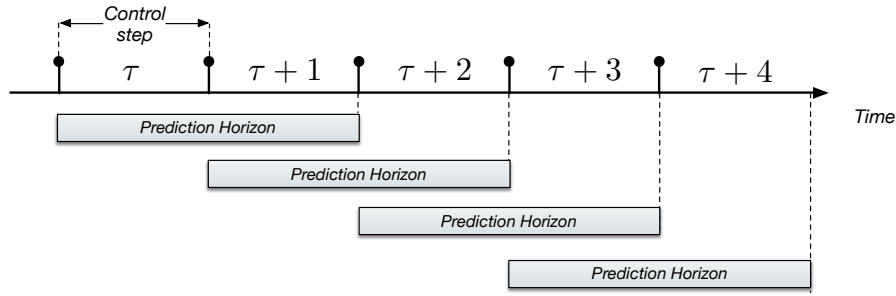 Control
step
τ
τ + 1
τ + 2
τ + 3
τ + 4
Time
Prediction Horizon
Prediction Horizon
Prediction Horizon
Prediction Horizon